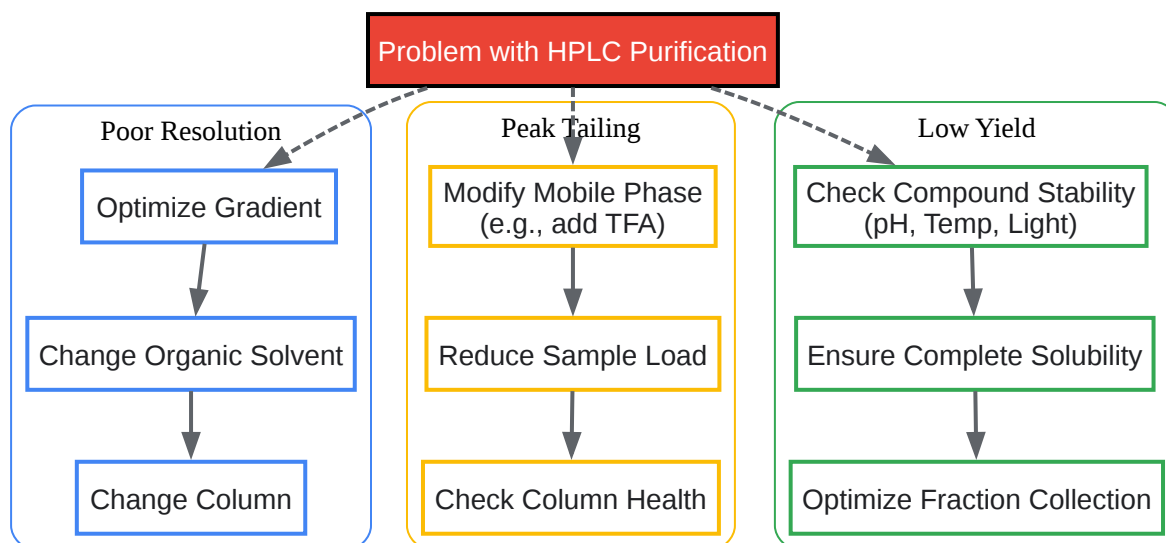 Problem with HPLC Purification
Poor Resolution
Optimize Gradient
Change Organic Solvent
Change Column
Peak Tailing
Modify Mobile Phase
(e.g., add TFA)
Reduce Sample Load
Check Column Health
Low Yield
Check Compound Stability
(pH, Temp, Light)
Ensure Complete Solubility
Optimize Fraction Collection